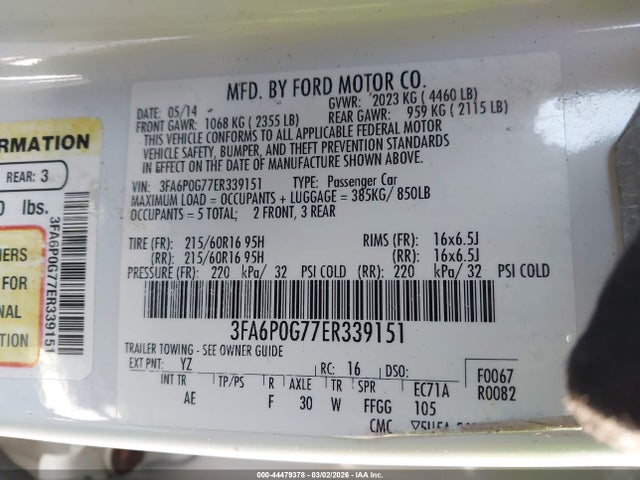 MFD. BY FORD MOTOR CO.
DATE: 05/14 GVWR: 2023 KG ( 4460 LB)
FRONT GAWR: 1068 KG ( 2355 LB) REAR GAWR: 959 KG ( 2115 LB)
THIS VEHICLE CONFORMS TO ALL APPLICABLE FEDERAL MOTOR
VEHICLE SAFETY, BUMPER, AND THEFT PREVENTION STANDARDS
IN EFFECT ON THE DATE OF MANUFACTURE SHOWN ABOVE.
VIN: 3FA6P0G77ER339151 TYPE: Passenger Car
MAXIMUM LOAD = OCCUPANTS + LUGGAGE = 385KG/ 850LB
OCCUPANTS = 5 TOTAL; 2 FRONT, 3 REAR
TIRE (FR): 215/60R16 95H RIMS (FR): 16x6.5J
(RR): 215/60R16 95H (RR): 16x6.5J
PRESSURE (FR): 220 kPa/ 32 PSI COLD (RR): 220 kPa/ 32 PSI COLD
3FA6P0G77ER339151
TRAILER TOWING - SEE OWNER GUIDE
EXT PNT: YZ RC: 16 DSO: F0067
INT TR TP/PS R AXLE TR SPR EC71A R0082
AE F 30 W FFGG 105
CMC
RMATION
REAR: 3
0 lbs.
3FA6P0G77ER339151
FOR
000-44479378 - 03/02/2026 - IAA Inc.